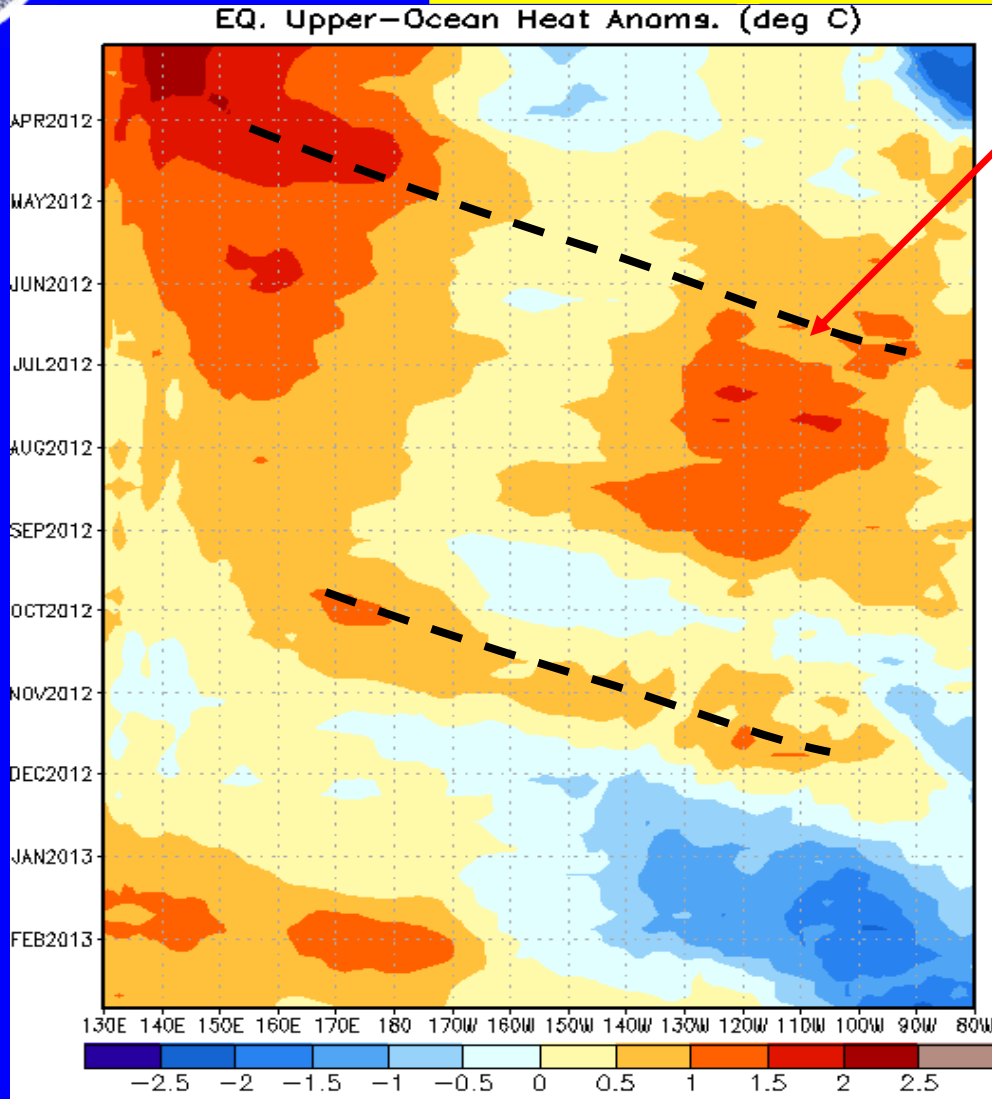 EQ. Upper-Ocean Heat Anoms. (deg C)
APR2012
MAY2012
JUN2012
JUL2012
AUG2012
SEP2012
OCT2012
NOV2012
DEC2012
JAN2013
FEB2013
130E 140E 150E 160E 170E 180 170W 160W 150W 140W 130W 120W 110W 100W 90W 80W
-2.5 -2 -1.5 -1 -0.5 0 0.5 1 1.5 2 2.5